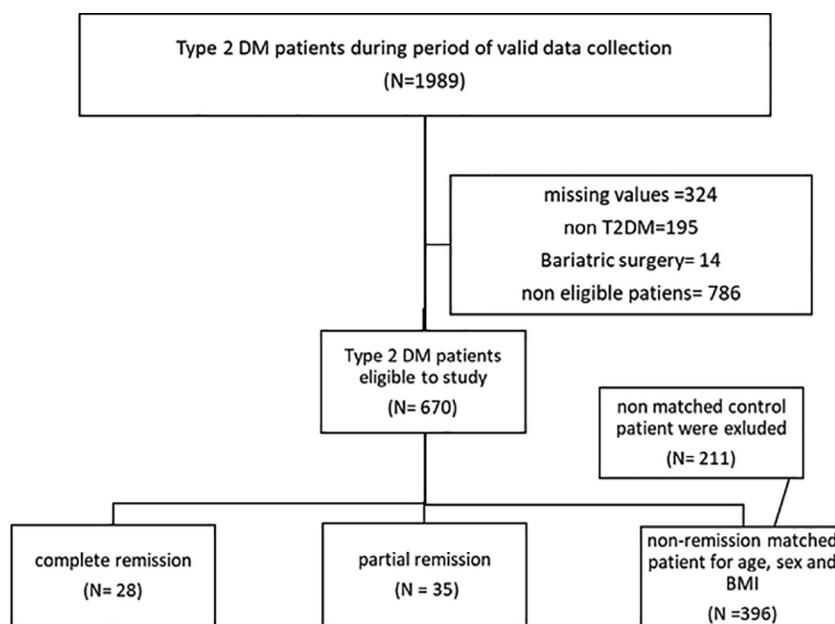 Type 2 DM patients during period of valid data collection
(N=1989)
missing values =324
non T2DM=195
Bariatric surgery= 14
non eligible patiens= 786
Type 2 DM patients
eligible to study
(N= 670)
non matched control
patient were exluded
(N= 211)
complete remission
(N= 28)
partial remission
(N = 35)
non-remission matched
patient for age, sex and
BMI
(N =396)